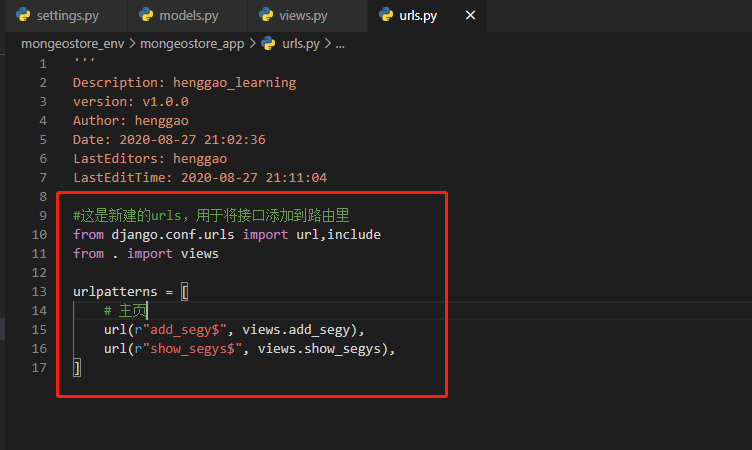 settings.py models.py views.py urls.py ×
mongeostore_env > mongeostore_app > urls.py > ...
1 '''
2 Description: henggao_learning
3 version: v1.0.0
4 Author: henggao
5 Date: 2020-08-27 21:02:36
6 LastEditors: henggao
7 LastEditTime: 2020-08-27 21:11:04
8
9 #这是新建的urls，用于将接口添加到路由里
10 from django.conf.urls import url,include
11 from . import views
12
13 urlpatterns = [
14 # 主页
15 url(r"add_segy$", views.add_segy),
16 url(r"show_segys$", views.show_segys),
17 ]